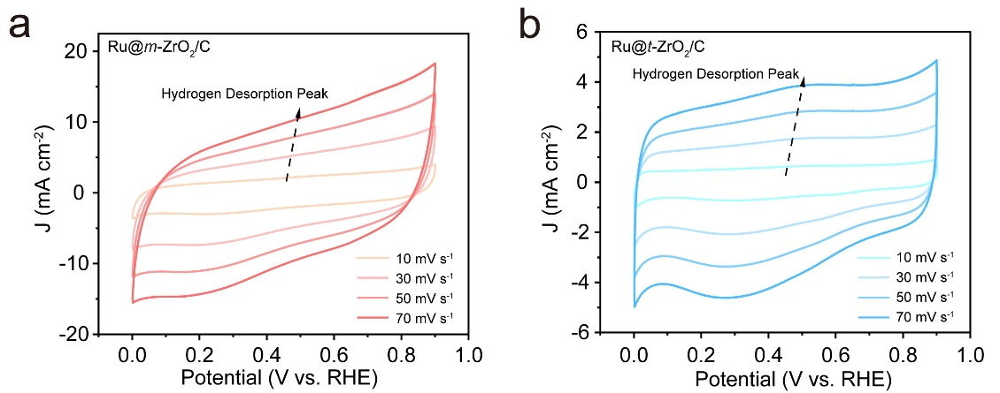 a
Ru@m-ZrO₂/C
Hydrogen Desorption Peak
J (mA cm⁻²)
20
10
0
-10
-20
10 mV s⁻¹
30 mV s⁻¹
50 mV s⁻¹
70 mV s⁻¹
0.0 0.2 0.4 0.6 0.8 1.0
Potential (V vs. RHE)
b
Ru@t-ZrO₂/C
Hydrogen Desorption Peak
J (mA cm⁻²)
6
4
2
0
-2
-4
-6
10 mV s⁻¹
30 mV s⁻¹
50 mV s⁻¹
70 mV s⁻¹
0.0 0.2 0.4 0.6 0.8 1.0
Potential (V vs. RHE)